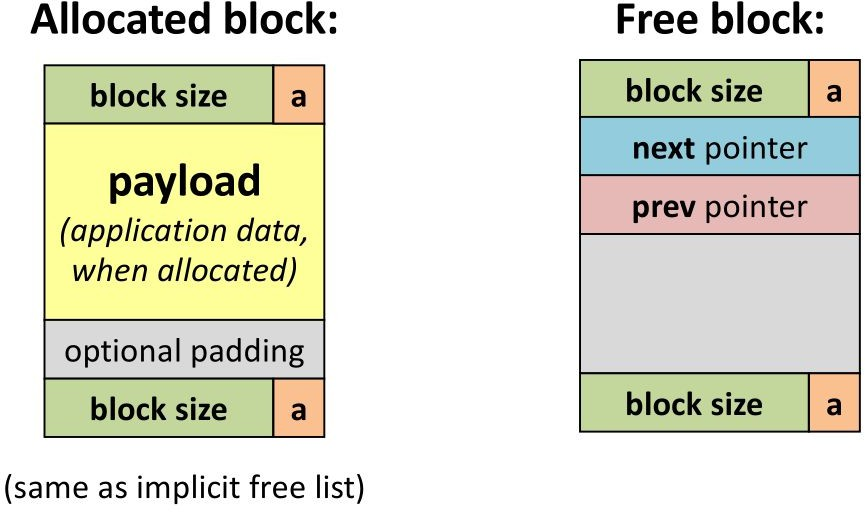 Allocated block:
block size a
payload
(application data,
when allocated)
optional padding
block size a
(same as implicit free list)
Free block:
block size a
next pointer
prev pointer
block size a